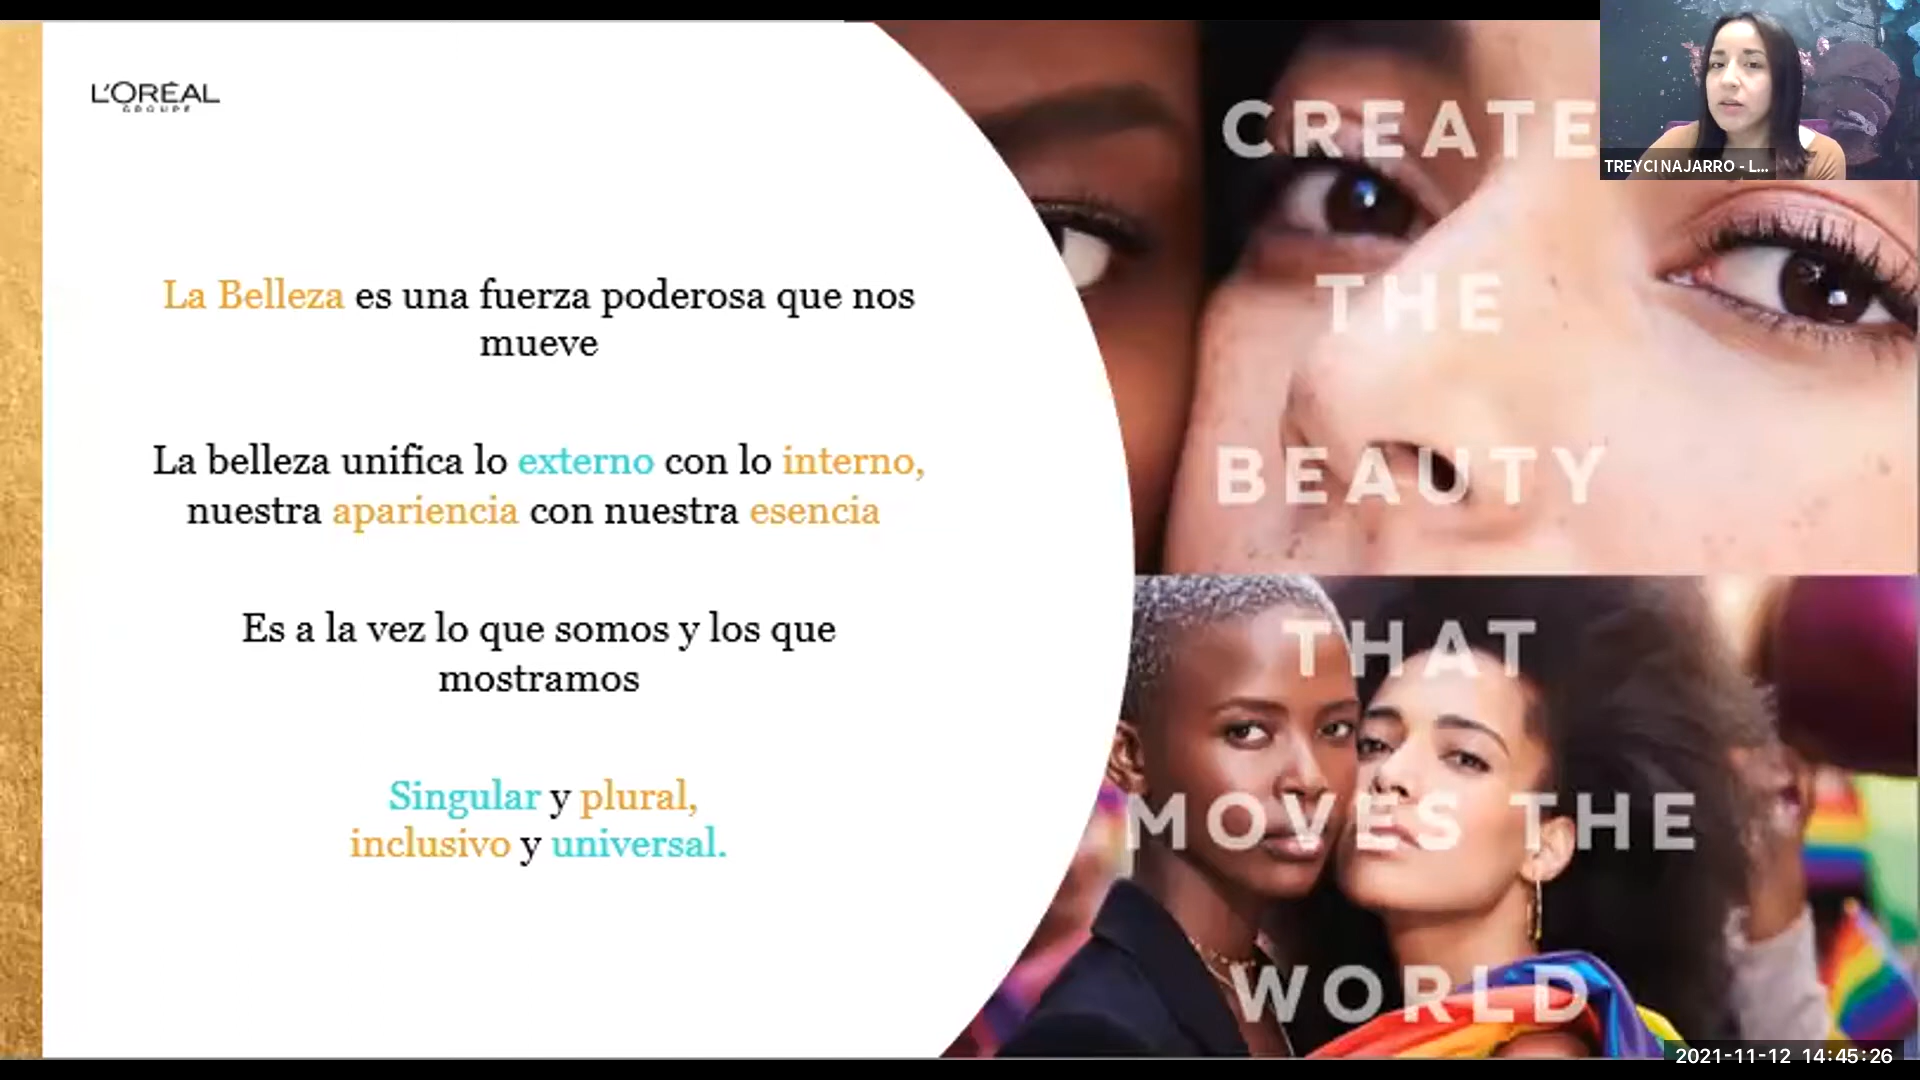 L'ORÉAL
GROUPE
La Belleza es una fuerza poderosa que nos
mueve
La belleza unifica lo externo con lo interno,
nuestra apariencia con nuestra esencia
Es a la vez lo que somos y los que
mostramos
Singular y plural,
inclusivo y universal.
CREATE
THE
BEAUTY
THAT
MOVES THE
WORLD
TREYCI NAJARRO - L...
2021-11-12 14:45:26